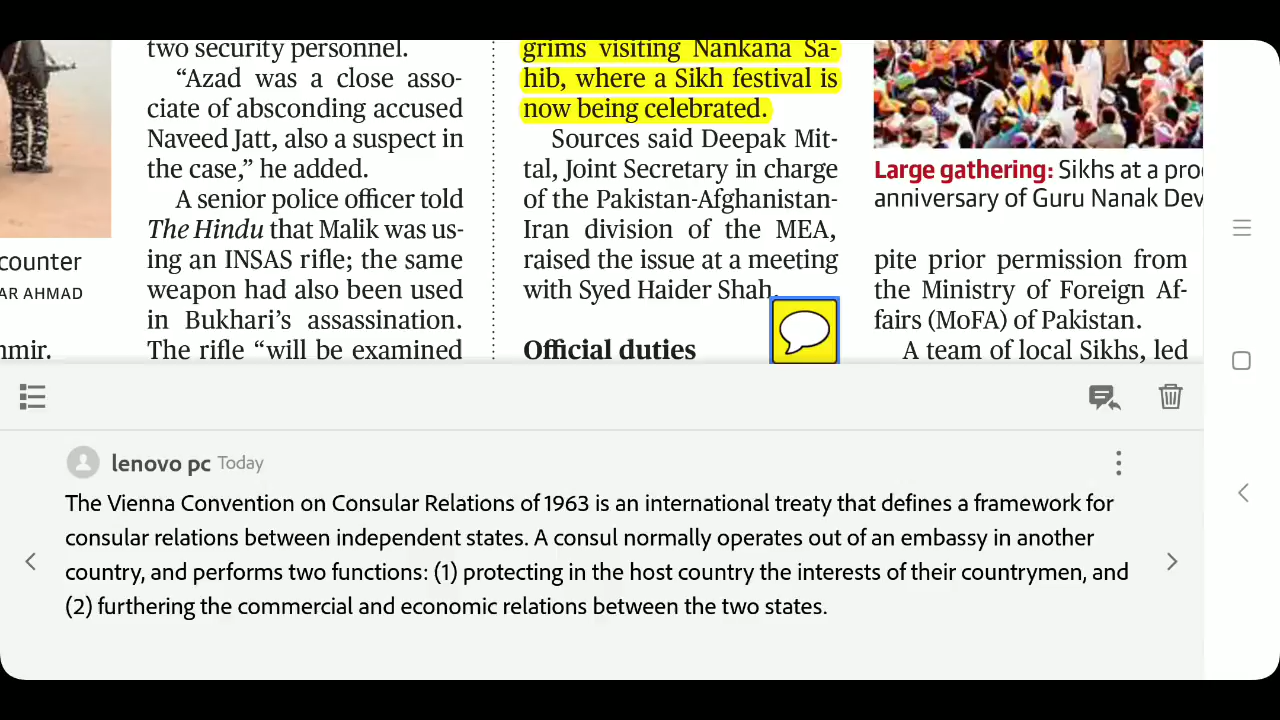 counter
AR AHMAD
hmir.
two security personnel.
“Azad was a close asso-
ciate of absconding accused
Naveed Jatt, also a suspect in
the case,” he added.
A senior police officer told
The Hindu that Malik was us-
ing an INSAS rifle; the same
weapon had also been used
in Bukhari’s assassination.
The rifle “will be examined
grims visiting Nankana Sa-
hib, where a Sikh festival is
now being celebrated.
Sources said Deepak Mit-
tal, Joint Secretary in charge
of the Pakistan-Afghanistan-
Iran division of the MEA,
raised the issue at a meeting
with Syed Haider Shah.
Official duties
Large gathering: Sikhs at a pro
anniversary of Guru Nanak Dev
pite prior permission from
the Ministry of Foreign Af-
fairs (MoFA) of Pakistan.
A team of local Sikhs, led
lenovo pc Today
The Vienna Convention on Consular Relations of 1963 is an international treaty that defines a framework for
consular relations between independent states. A consul normally operates out of an embassy in another
country, and performs two functions: (1) protecting in the host country the interests of their countrymen, and
(2) furthering the commercial and economic relations between the two states.